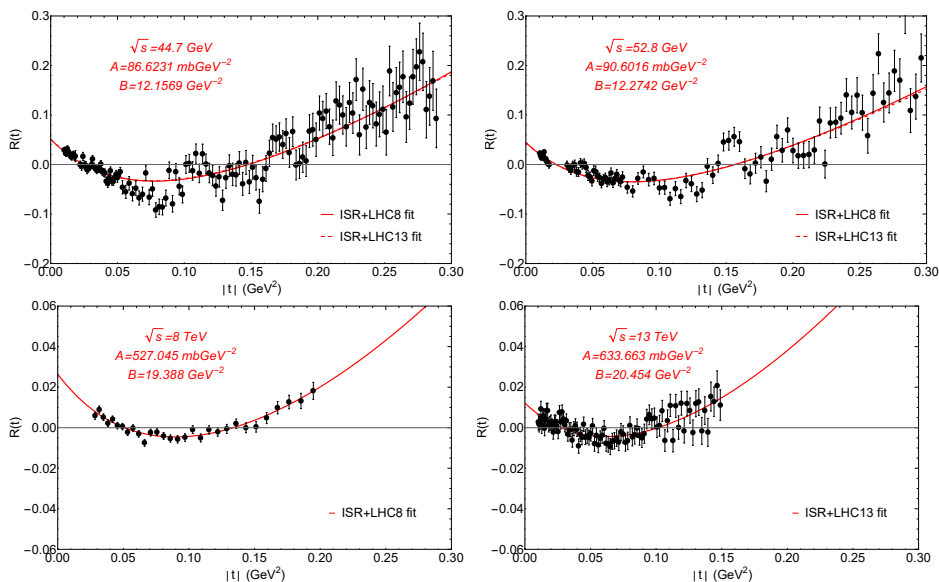 0.3
0.2
0.1
0.0
−0.1
−0.2
R(t)
√s=44.7 GeV
A=86.6231 mbGeV⁻²
B=12.1569 GeV⁻²
ISR+LHC8 fit
ISR+LHC13 fit
0.00 0.05 0.10 0.15 0.20 0.25 0.30
|t| (GeV²)
0.3
0.2
0.1
0.0
−0.1
−0.2
R(t)
√s=52.8 GeV
A=90.6016 mbGeV⁻²
B=12.2742 GeV⁻²
ISR+LHC8 fit
ISR+LHC13 fit
0.00 0.05 0.10 0.15 0.20 0.25 0.30
|t| (GeV²)
0.06
0.04
0.02
0.00
−0.02
−0.04
−0.06
R(t)
√s=8 TeV
A=527.045 mbGeV⁻²
B=19.388 GeV⁻²
ISR+LHC8 fit
0.00 0.05 0.10 0.15 0.20 0.25 0.30
|t| (GeV²)
0.06
0.04
0.02
0.00
−0.02
−0.04
−0.06
R(t)
√s=13 TeV
A=633.663 mbGeV⁻²
B=20.454 GeV⁻²
ISR+LHC13 fit
0.00 0.05 0.10 0.15 0.20 0.25 0.30
|t| (GeV²)